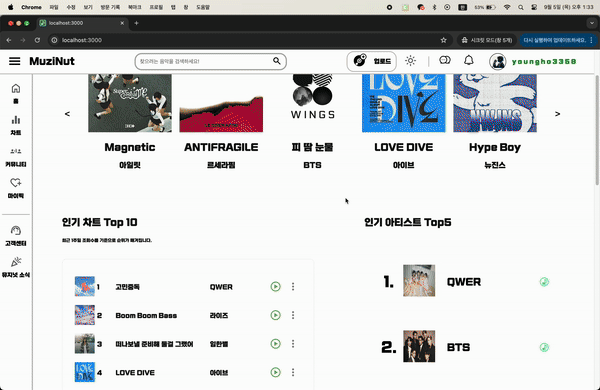 Chrome 파일 수정 보기 방문 기록 북마크 프로필 탭 창 도움말
9월 5일 (목) 1:33
localhost:3000
localhost:3000
시크릿 모드(창 5개)
다시 실행하여 업데이트하세요.
MuziNut
찾으려는 음악을 검색하세요!
업로드
youngho3358
홈
차트
커뮤니티
마이픽
고객센터
뮤지넛 소식
WINGS
LOVE DIVE
< >
Magnetic ANTIFRAGILE 피 땀 눈물 LOVE DIVE Hype Boy
아일릿 르세라핌 BTS 아이브 뉴진스
인기 차트 Top 10
최근 1주일 조회수를 기준으로 순위가 매겨집니다.
1 고민중독 QWER
2 Boom Boom Bass 라이즈
3 떠나보낼 준비해 둘걸 그랬어 임한별
4 LOVE DIVE 아이브
인기 아티스트 Top5
1. QWER
2. BTS